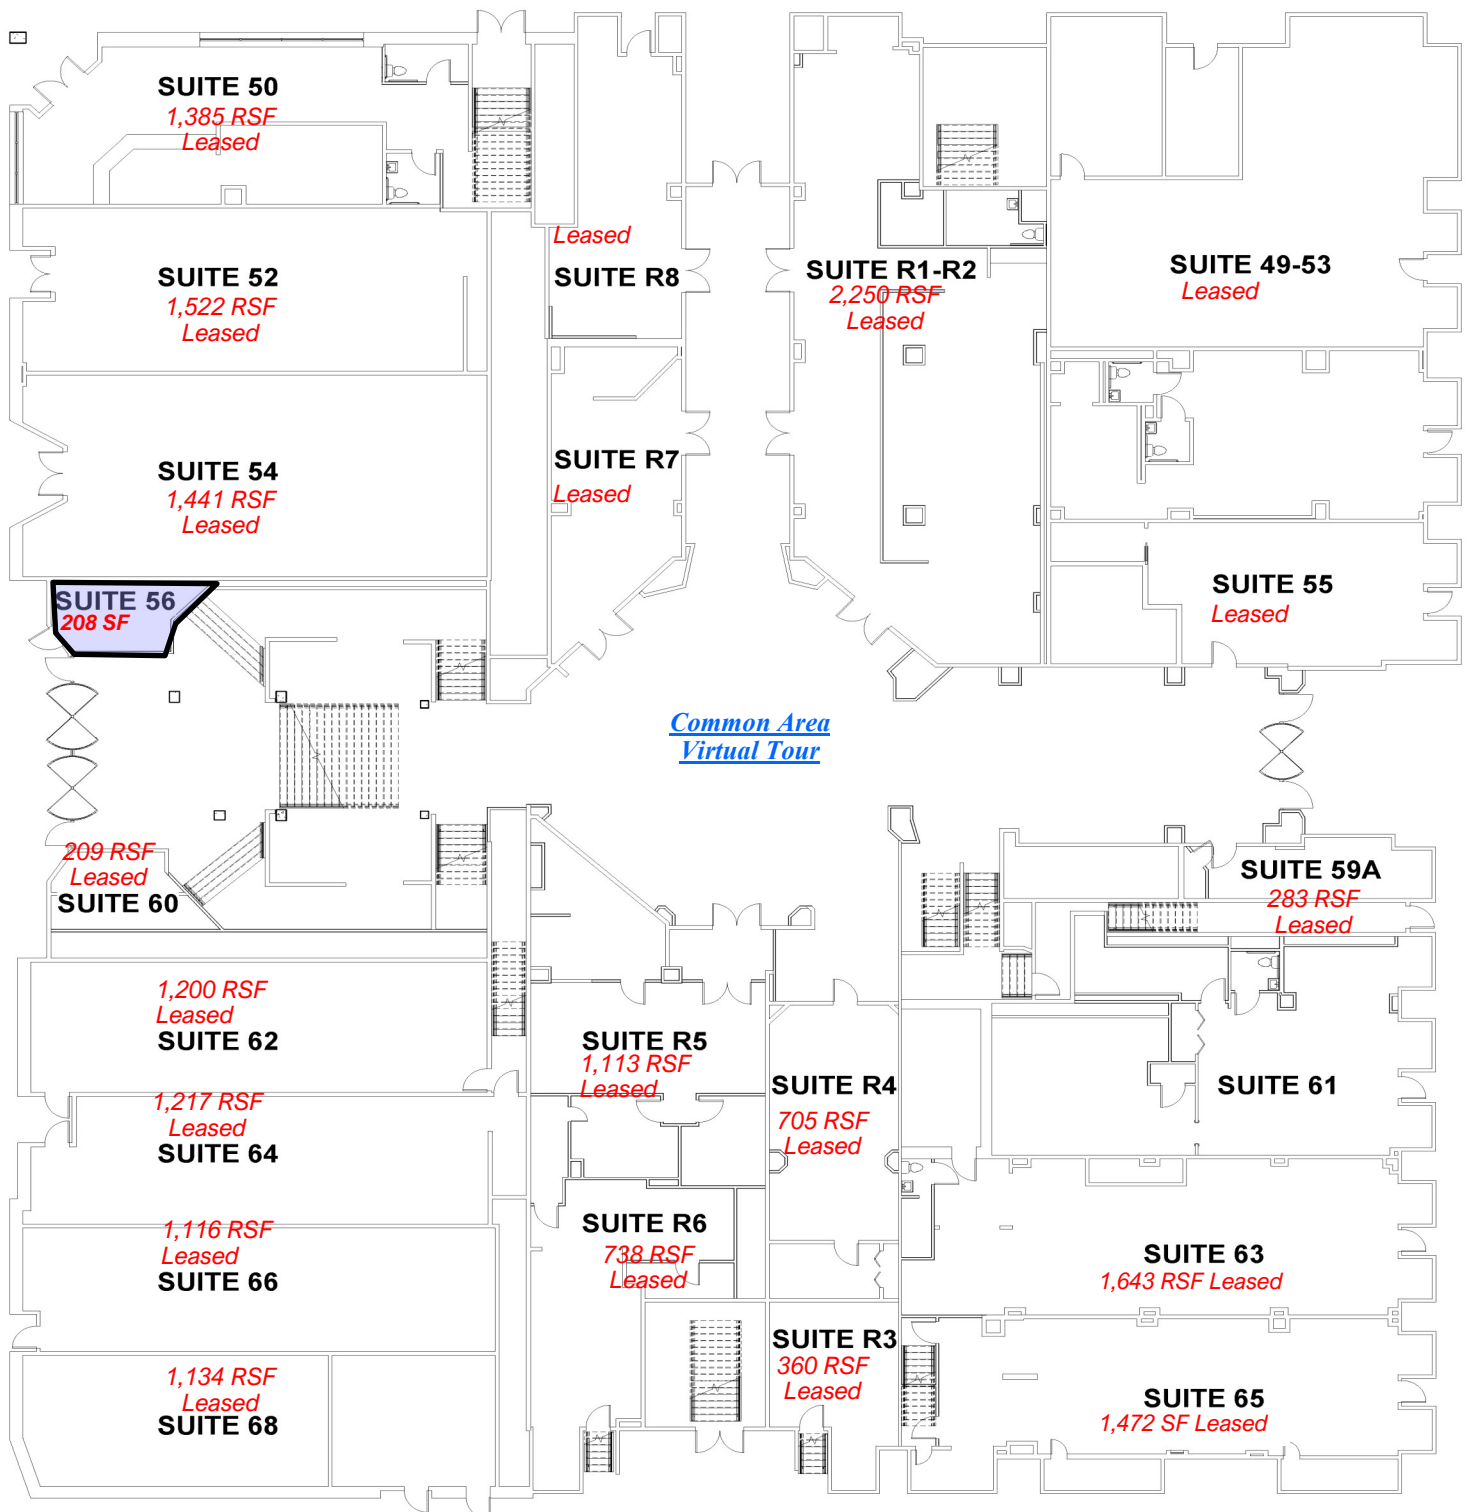 SUITE 50
1,385 RSF
Leased
SUITE 52
1,522 RSF
Leased
SUITE 54
1,441 RSF
Leased
SUITE 56
208 SF
209 RSF
Leased
SUITE 60
1,200 RSF
Leased
SUITE 62
1,217 RSF
Leased
SUITE 64
1,116 RSF
Leased
SUITE 66
1,134 RSF
Leased
SUITE 68
Leased
SUITE R8
SUITE R7
Leased
SUITE R1-R2
2,250 RSF
Leased
Common Area
Virtual Tour
SUITE R5
1,113 RSF
Leased
SUITE R4
705 RSF
Leased
SUITE R6
738 RSF
Leased
SUITE R3
360 RSF
Leased
SUITE 49-53
Leased
SUITE 55
Leased
SUITE 59A
283 RSF
Leased
SUITE 61
SUITE 63
1,643 RSF Leased
SUITE 65
1,472 SF Leased